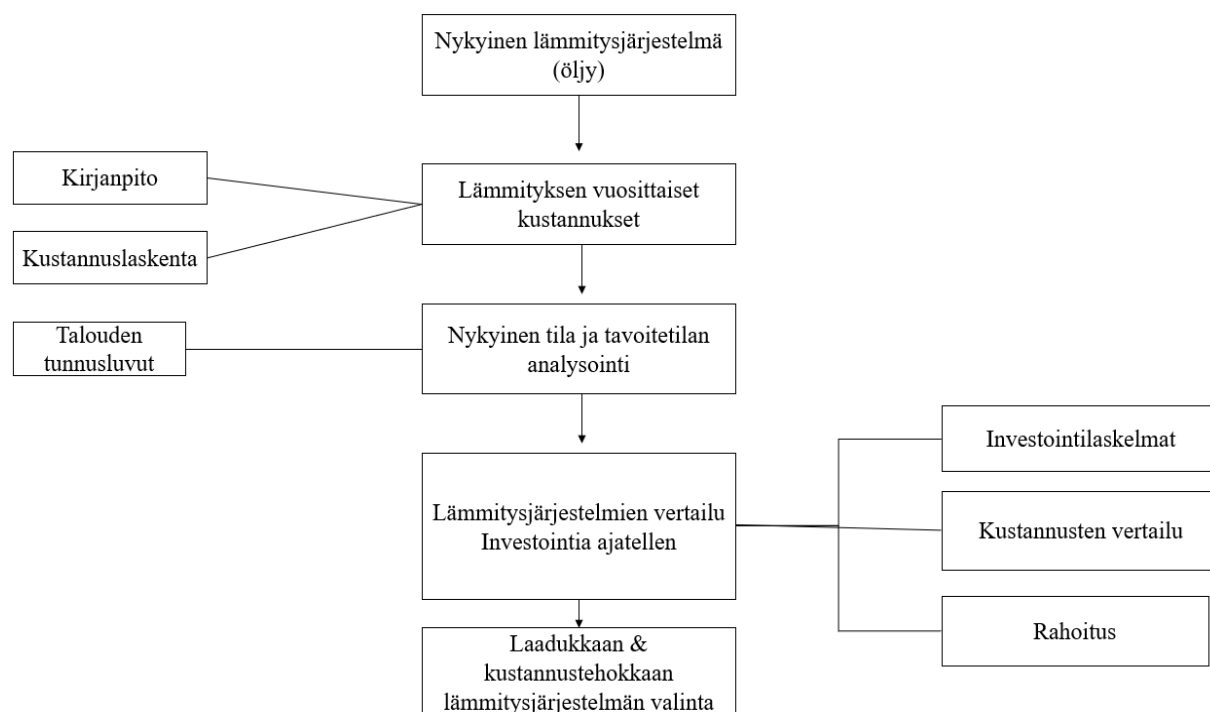 Nykyinen lämmitysjärjestelmä
(öljy)
Kirjanpito
Lämmityksen vuosittaiset
kustannukset
Kustannuslaskenta
Talouden
tunnusluvut
Nykyinen tila ja tavoitetilan
analysointi
Investointilaskelmat
Lämmitysjärjestelmien vertailu
Investointia ajatellen
Kustannusten vertailu
Rahoitus
Laadukkaan &
kustannustehokkaan
lämmitysjärjestelmän valinta